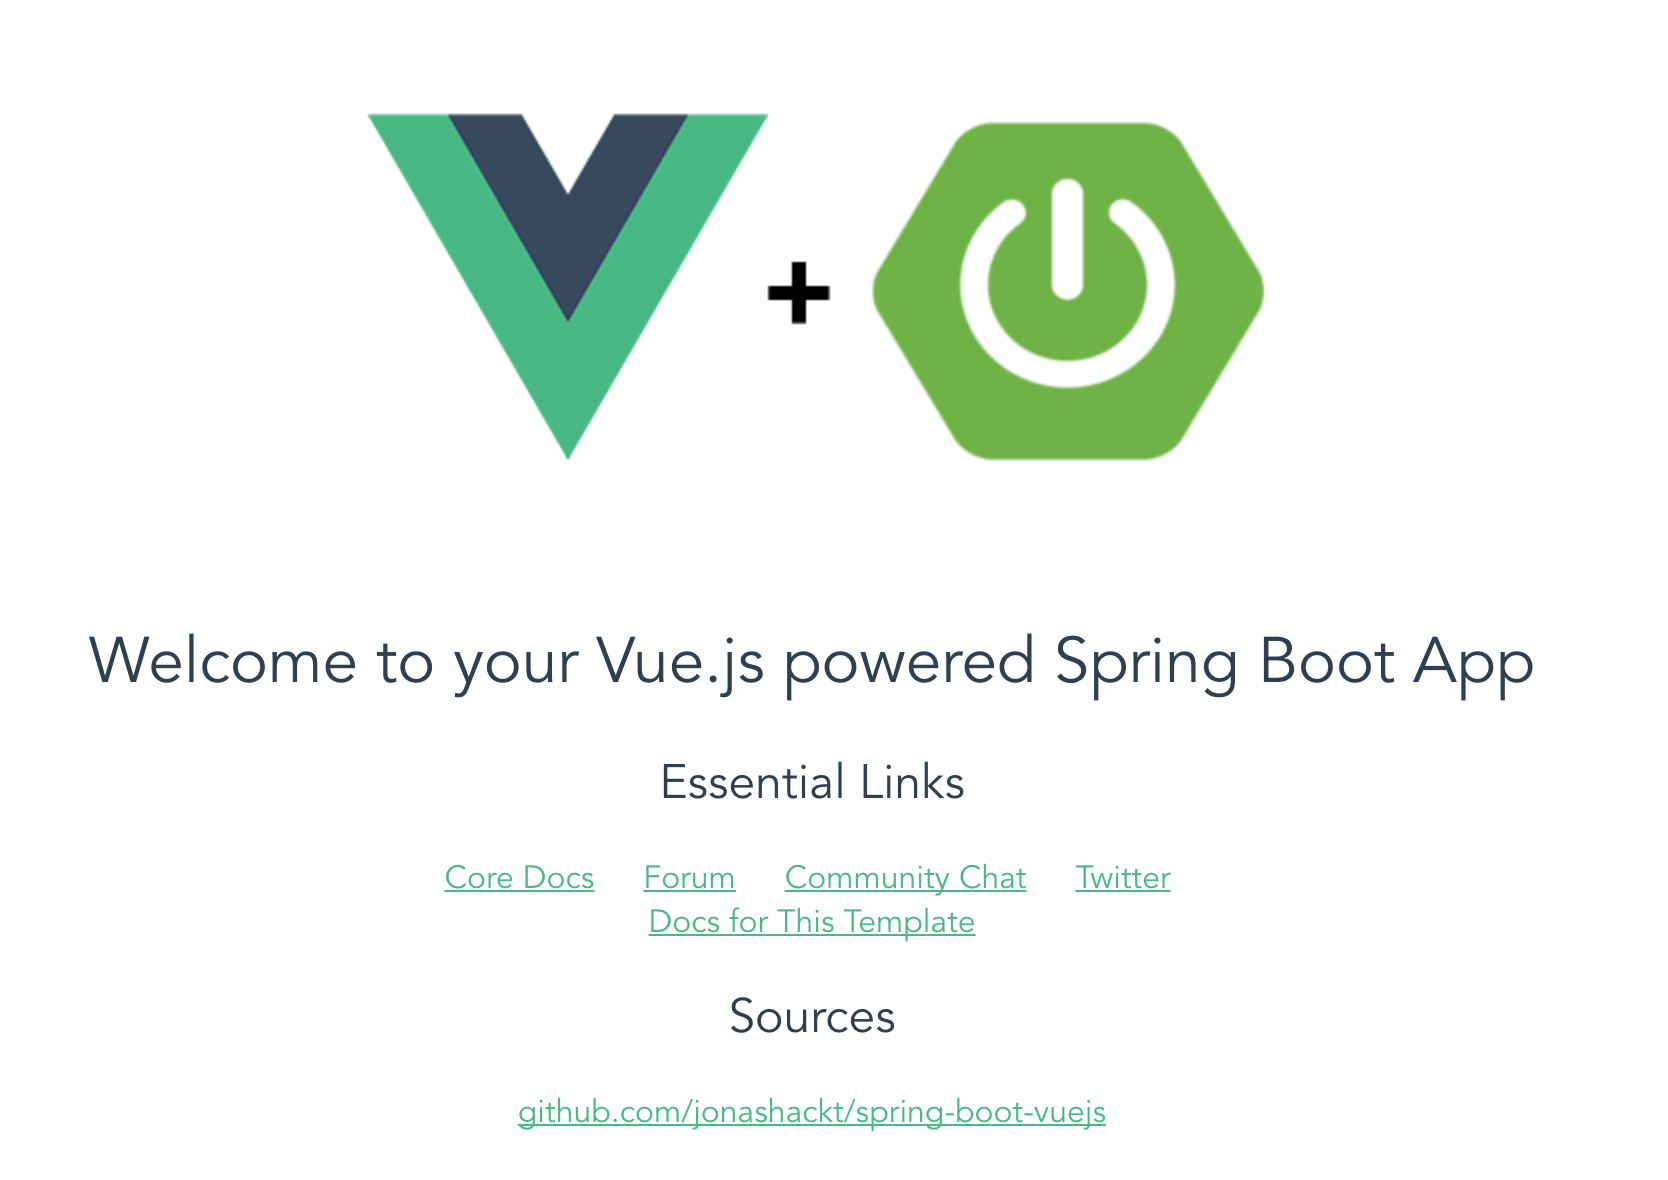 +
Welcome to your Vue.js powered Spring Boot App
Essential Links
Core Docs Forum Community Chat Twitter
Docs for This Template
Sources
github.com/jonashackt/spring-boot-vuejs